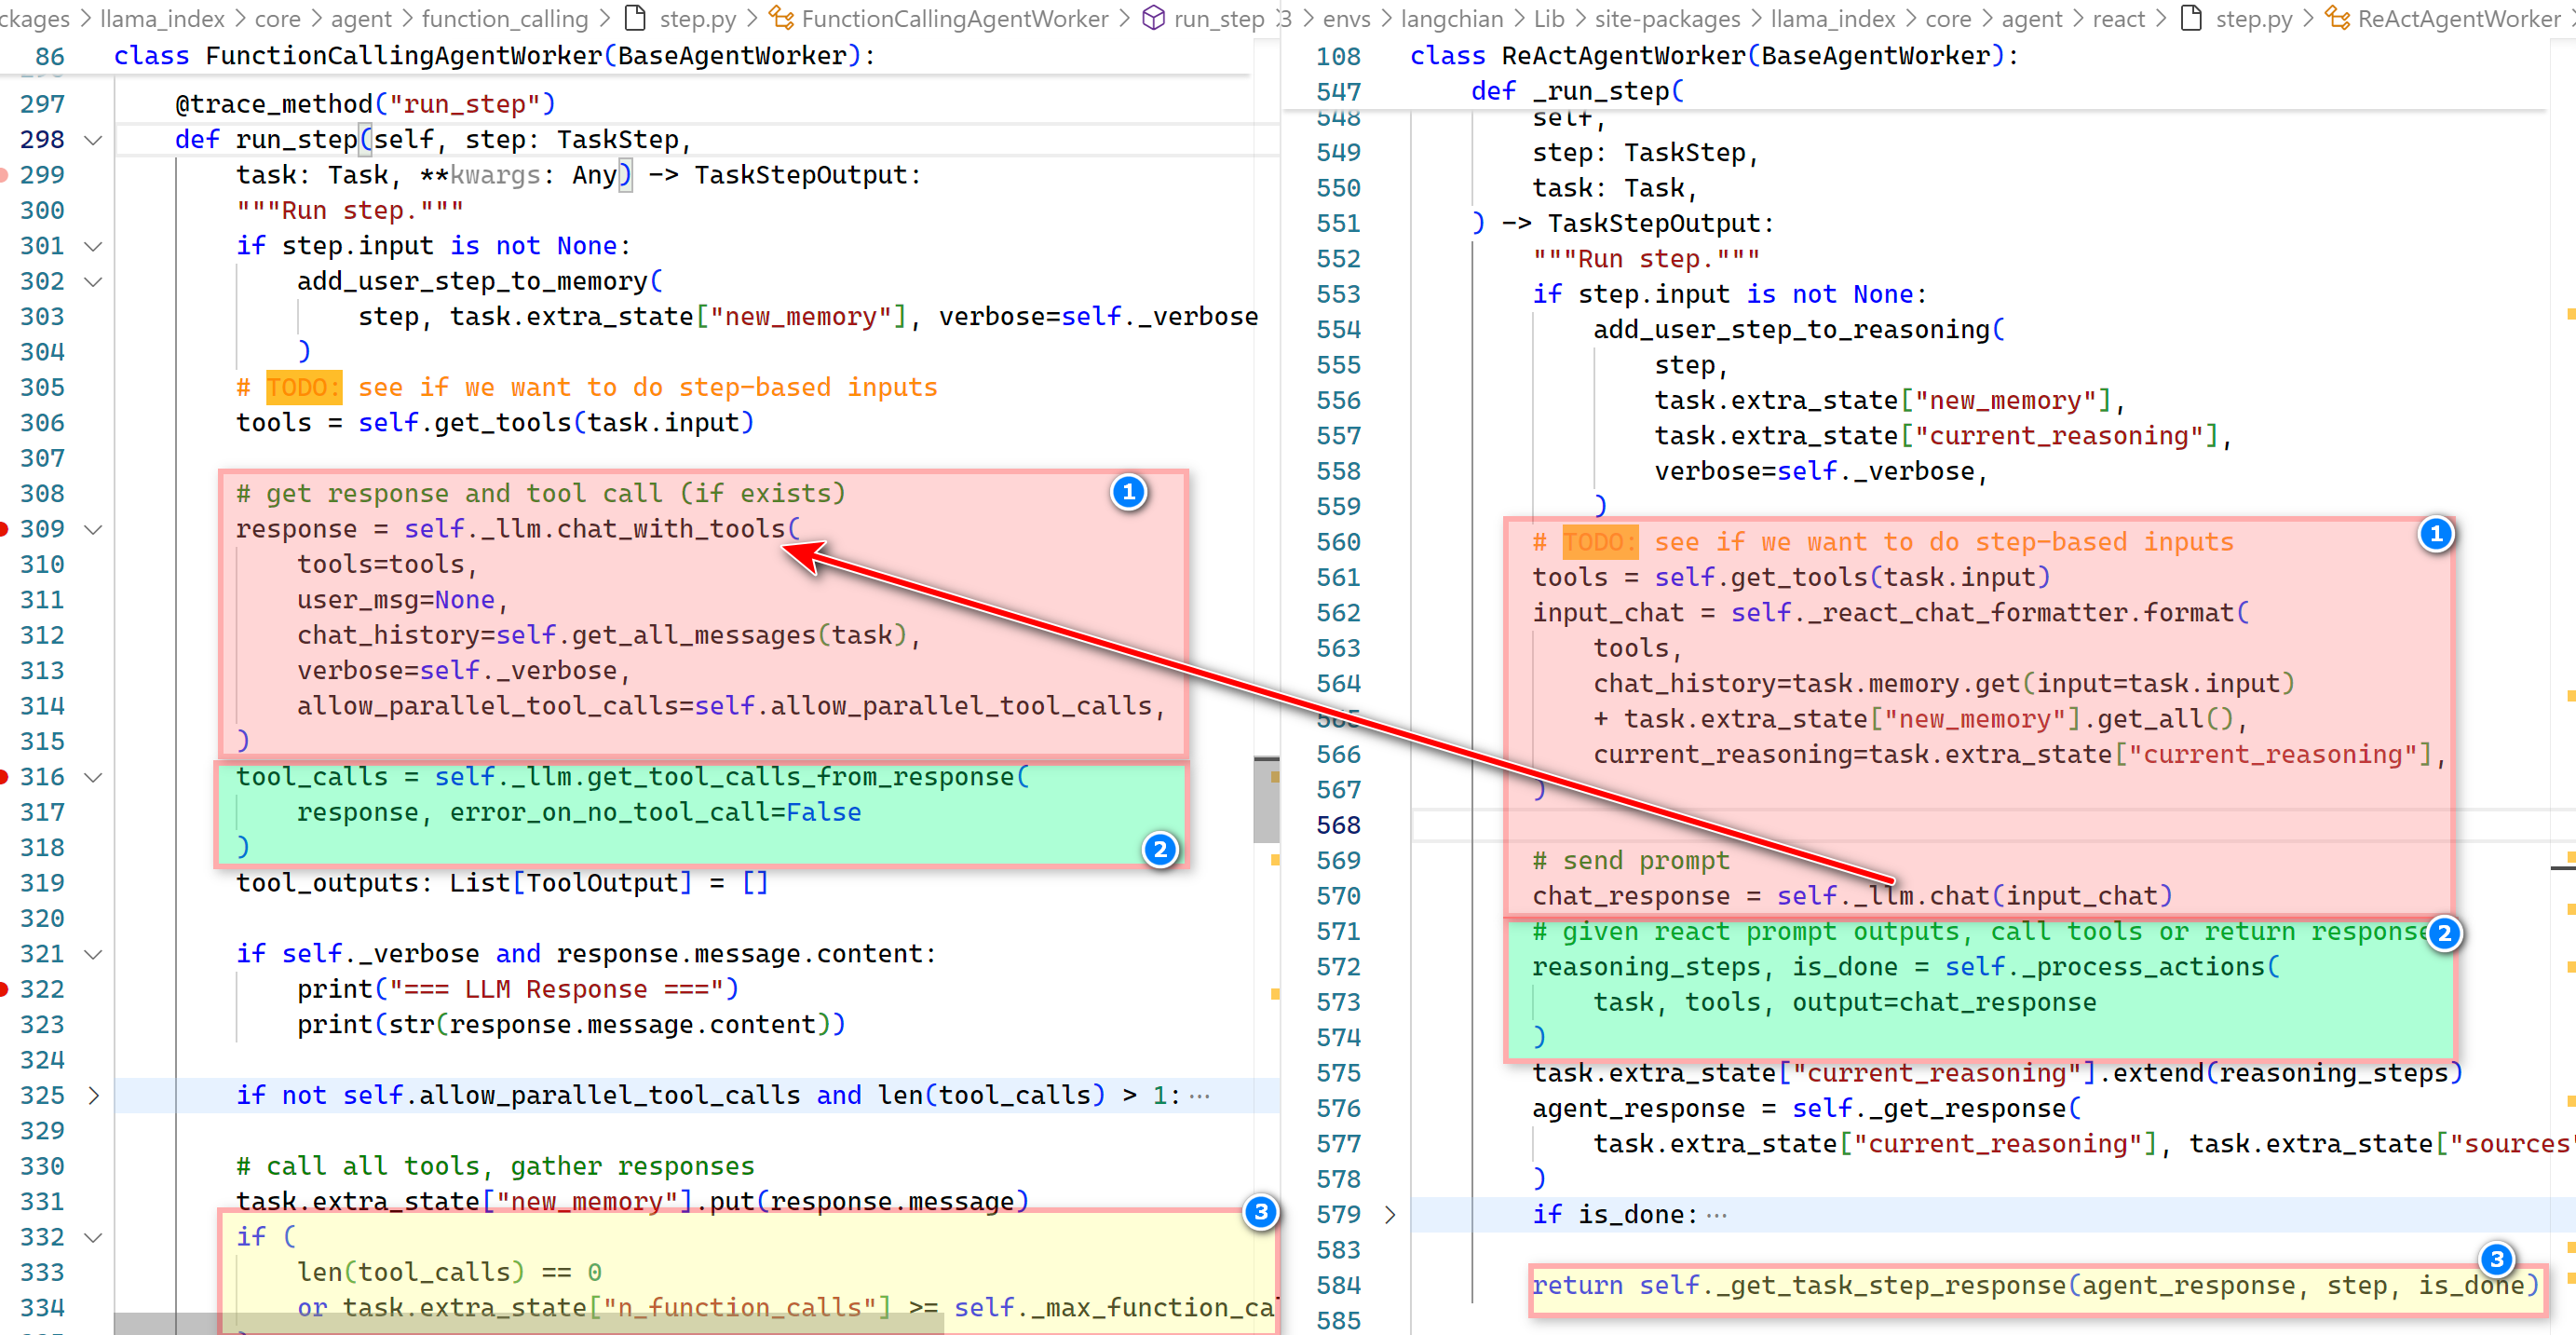 ckages > llama_index > core > agent > function_calling > step.py > FunctionCallingAgentWorker > run_step
86 class FunctionCallingAgentWorker(BaseAgentWorker):
297 @trace_method("run_step")
298 def run_step(self, step: TaskStep,
299 task: Task, **kwargs: Any) -> TaskStepOutput:
300 """Run step."""
301 if step.input is not None:
302 add_user_step_to_memory(
303 step, task.extra_state["new_memory"], verbose=self._verbose
304 )
305 # TODO: see if we want to do step-based inputs
306 tools = self.get_tools(task.input)
307
308 # get response and tool call (if exists)
309 response = self._llm.chat_with_tools(
310 tools=tools,
311 user_msg=None,
312 chat_history=self.get_all_messages(task),
313 verbose=self._verbose,
314 allow_parallel_tool_calls=self.allow_parallel_tool_calls,
315 )
1
316 tool_calls = self._llm.get_tool_calls_from_response(
317 response, error_on_no_tool_call=False
318 )
2
319 tool_outputs: List[ToolOutput] = []
320
321 if self._verbose and response.message.content:
322 print("=== LLM Response ===")
323 print(str(response.message.content))
324
325 if not self.allow_parallel_tool_calls and len(tool_calls) > 1:···
329
330 # call all tools, gather responses
331 task.extra_state["new_memory"].put(response.message)
332 if (
3
333 len(tool_calls) == 0
334 or task.extra_state["n_function_calls"] >= self._max_function_ca
3 > envs > langchian > Lib > site-packages > llama_index > core > agent > react > step.py > ReActAgentWorker
108 class ReActAgentWorker(BaseAgentWorker):
547 def _run_step(
548 self,
549 step: TaskStep,
550 task: Task,
551 ) -> TaskStepOutput:
552 """Run step."""
553 if step.input is not None:
554 add_user_step_to_reasoning(
555 step,
556 task.extra_state["new_memory"],
557 task.extra_state["current_reasoning"],
558 verbose=self._verbose,
559 )
560 # TODO: see if we want to do step-based inputs
1
561 tools = self.get_tools(task.input)
562 input_chat = self._react_chat_formatter.format(
563 tools,
564 chat_history=task.memory.get(input=task.input)
565 + task.extra_state["new_memory"].get_all(),
566 current_reasoning=task.extra_state["current_reasoning"],
567 )
568
569 # send prompt
570 chat_response = self._llm.chat(input_chat)
571 # given react prompt outputs, call tools or return response
2
572 reasoning_steps, is_done = self._process_actions(
573 task, tools, output=chat_response
574 )
575 task.extra_state["current_reasoning"].extend(reasoning_steps)
576 agent_response = self._get_response(
577 task.extra_state["current_reasoning"], task.extra_state["sources"
578 )
579 if is_done:···
583
3
584 return self._get_task_step_response(agent_response, step, is_done)
585